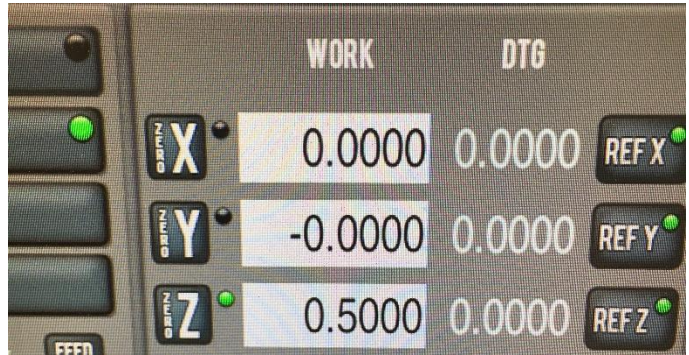 WORK DTG
ZERO X 0.0000 0.0000 REF X
ZERO Y -0.0000 0.0000 REF Y
ZERO Z 0.5000 0.0000 REF Z
FEED